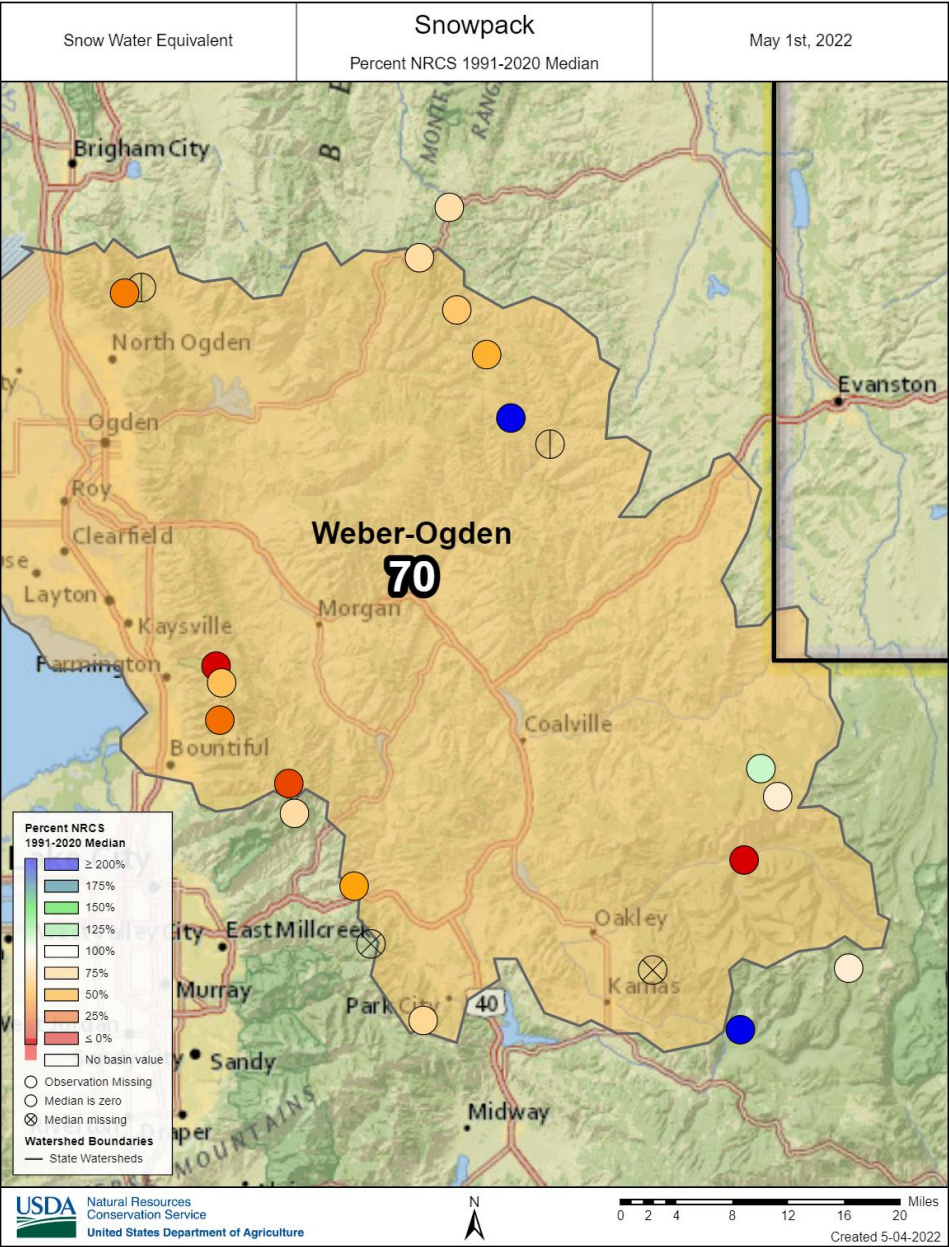 Snow Water Equivalent
Snowpack
Percent NRCS 1991-2020 Median
May 1st, 2022
Brigham City
B
E
MONTE
RANG
North Ogden
Evanston
Ogden
Roy
Clearfield
Weber-Ogden
70
Layton
Morgan
Kaysville
Farmington
Coalville
Bountiful
Percent NRCS
1991-2020 Median
≥ 200%
175%
150%
125%
100%
75%
50%
25%
≤ 0%
No basin value
Observation Missing
Median is zero
Median missing
Watershed Boundaries
State Watersheds
City
East Millcreek
Oakley
Murray
Park City
40
Kamas
Sandy
Midway
raper
MOUNTAINS
USDA
Natural Resources
Conservation Service
United States Department of Agriculture
N
Miles
0 2 4 8 12 16 20
Created 5-04-2022